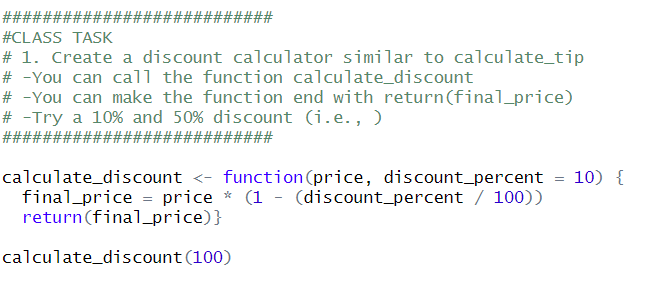 ###########################
#CLASS TASK
# 1. Create a discount calculator similar to calculate_tip
# -You can call the function calculate_discount
# -You can make the function end with return(final_price)
# -Try a 10% and 50% discount (i.e., )
###########################
calculate_discount <- function(price, discount_percent = 10) {
  final_price = price * (1 - (discount_percent / 100))
  return(final_price)}
calculate_discount(100)